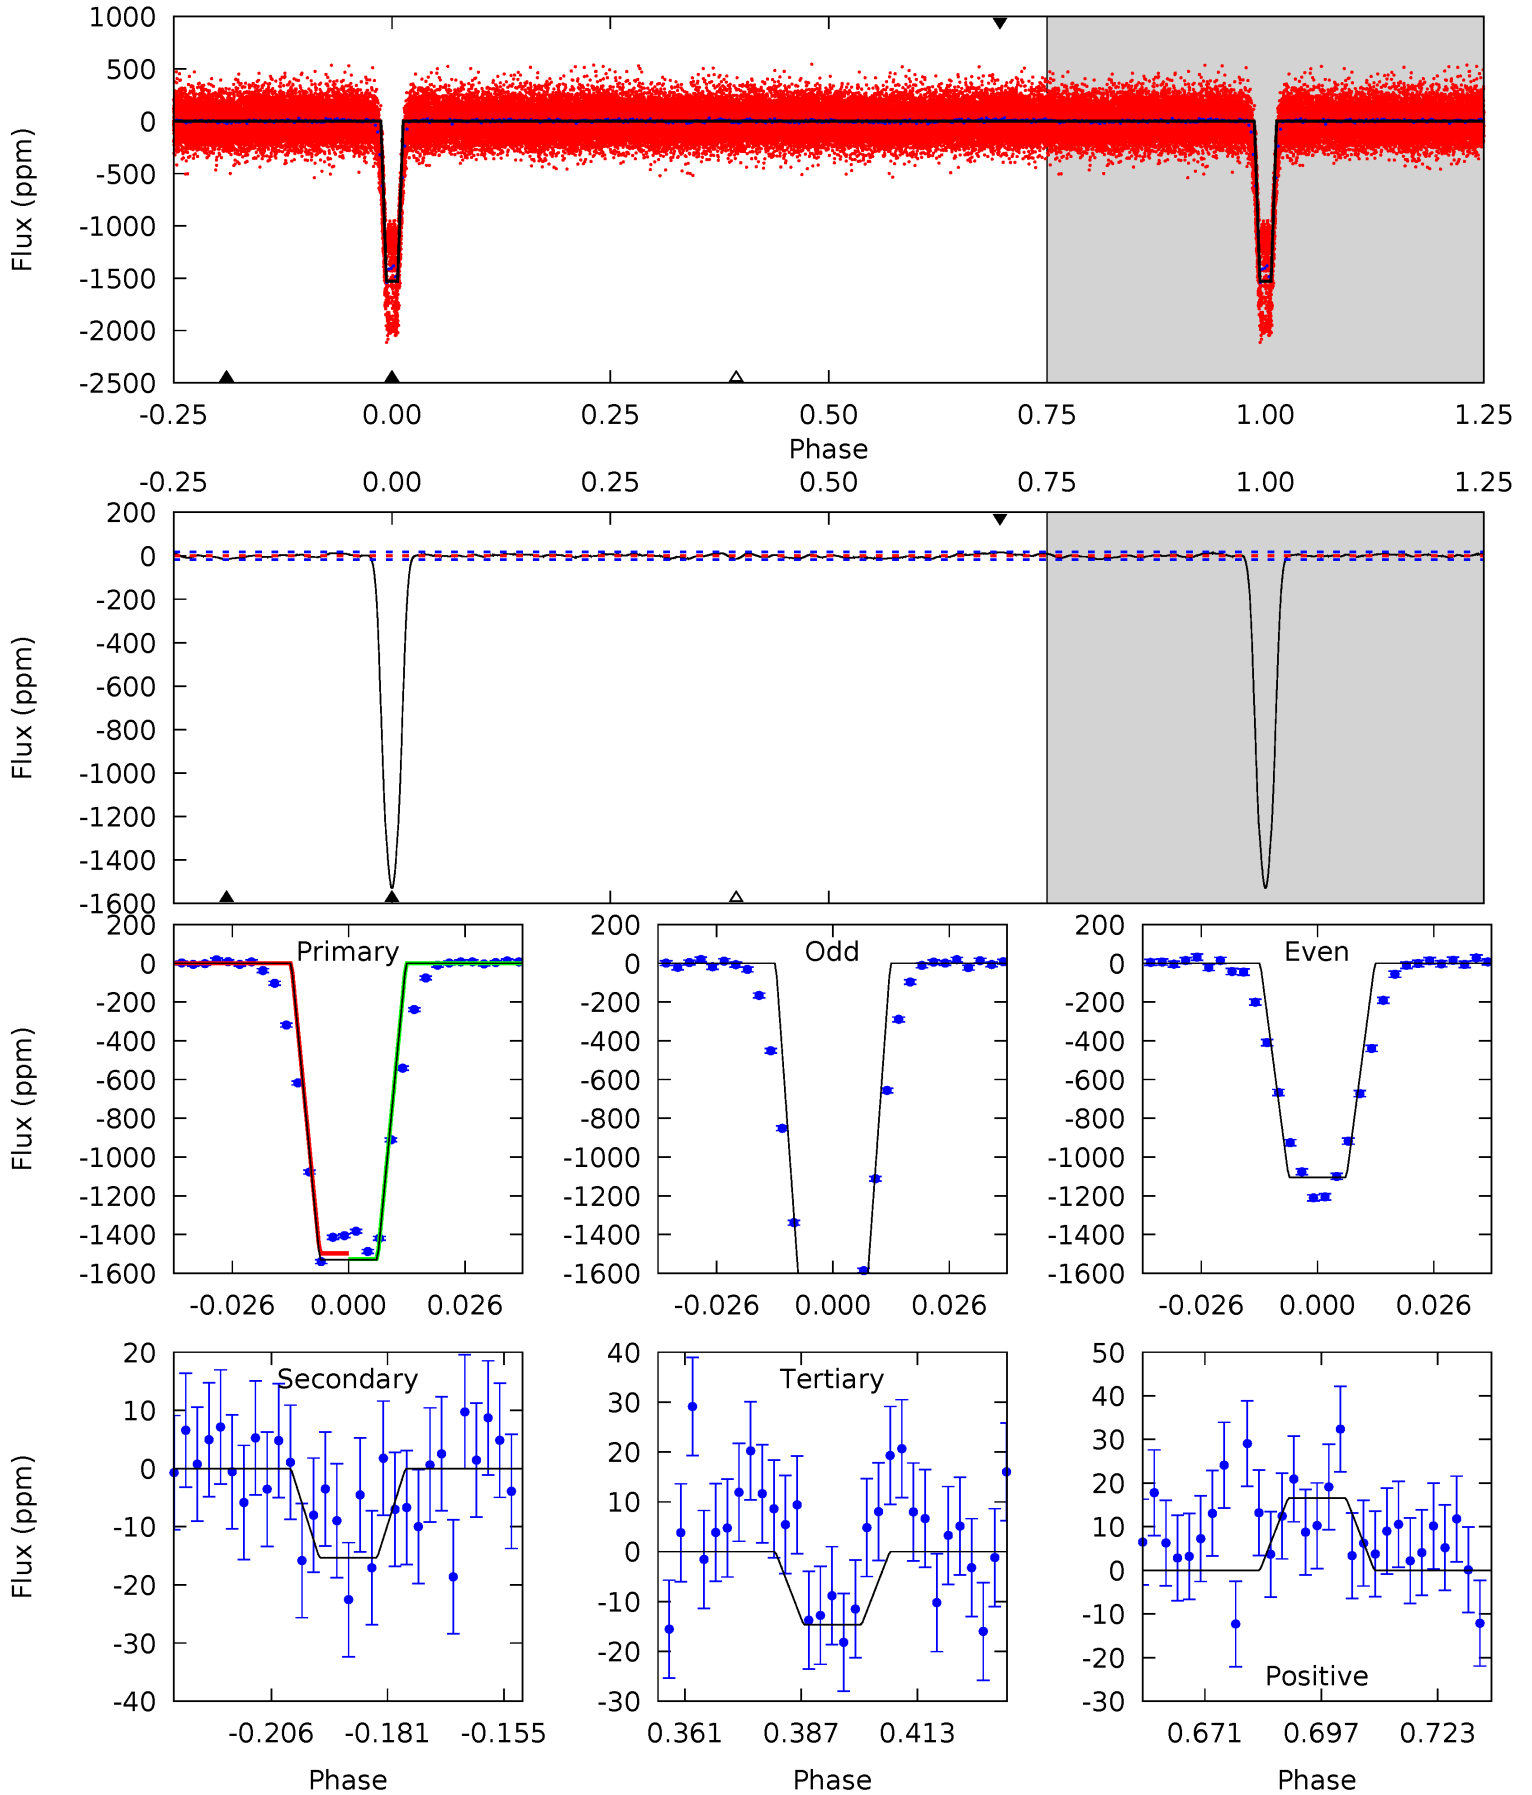 1000
500
0
-500
-1000
-1500
-2000
-2500
Flux (ppm)
-0.25 0.00 0.25 0.50 0.75 1.00 1.25
Phase
-0.25 0.00 0.25 0.50 0.75 1.00 1.25
200
0
-200
-400
-600
-800
-1000
-1200
-1400
-1600
Flux (ppm)
Primary Odd Even
200 200 200
0 0 0
-200 -200 -200
-400 -400 -400
-600 -600 -600
-800 -800 -800
-1000 -1000 -1000
-1200 -1200 -1200
-1400 -1400 -1400
-1600 -1600 -1600
Flux (ppm)
-0.026 0.000 0.026 -0.026 0.000 0.026 -0.026 0.000 0.026
Secondary
20
10
0
-10
-20
-30
-40
Flux (ppm)
-0.206 -0.181 -0.155
Phase
Tertiary
40
30
20
10
0
-10
-20
-30
0.361 0.387 0.413
Phase
50
40
30
20
10
0
-10
-20
-30
Positive
0.671 0.697 0.723
Phase